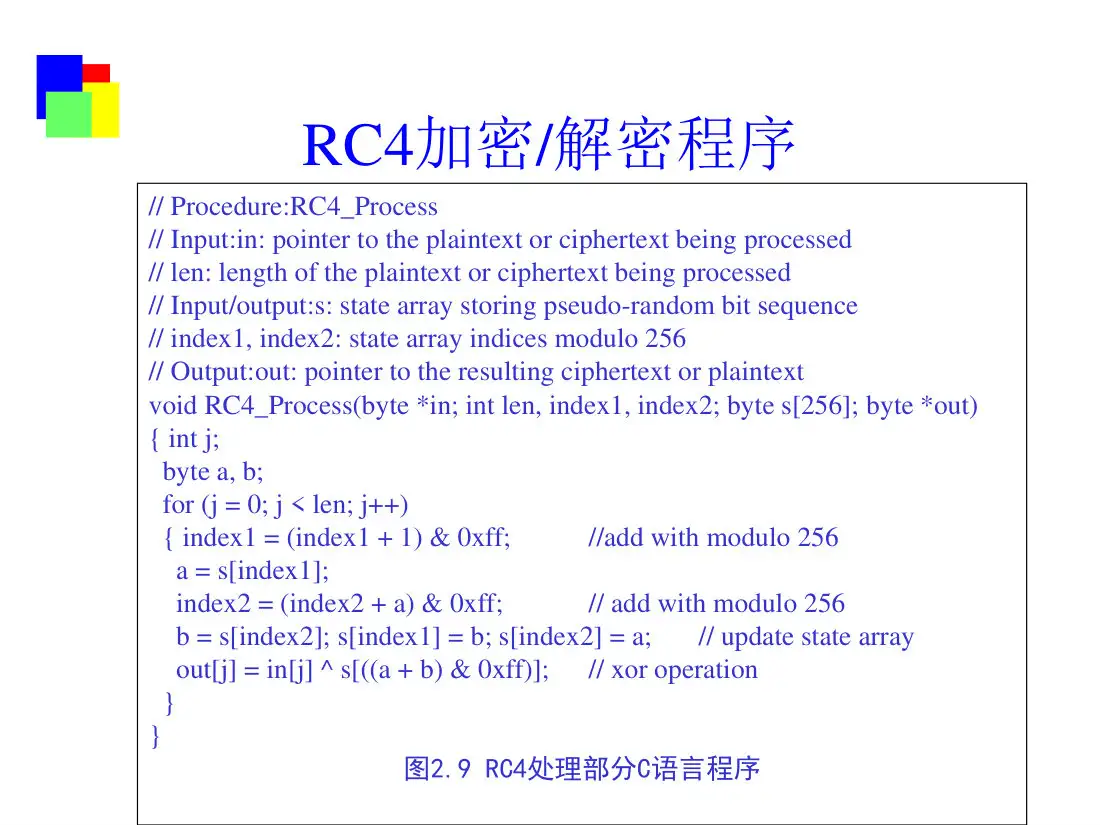 RC4加密/解密程序
// Procedure:RC4_Process
// Input:in: pointer to the plaintext or ciphertext being processed
// len: length of the plaintext or ciphertext being processed
// Input/output:s: state array storing pseudo-random bit sequence
// index1, index2: state array indices modulo 256
// Output:out: pointer to the resulting ciphertext or plaintext
void RC4_Process(byte *in; int len, index1, index2; byte s[256]; byte *out)
{ int j;
byte a, b;
for (j = 0; j < len; j++)
{ index1 = (index1 + 1) & 0xff; //add with modulo 256
a = s[index1];
index2 = (index2 + a) & 0xff; // add with modulo 256
b = s[index2]; s[index1] = b; s[index2] = a; // update state array
out[j] = in[j] ^ s[((a + b) & 0xff)]; // xor operation
}
}
图2.9 RC4处理部分C语言程序